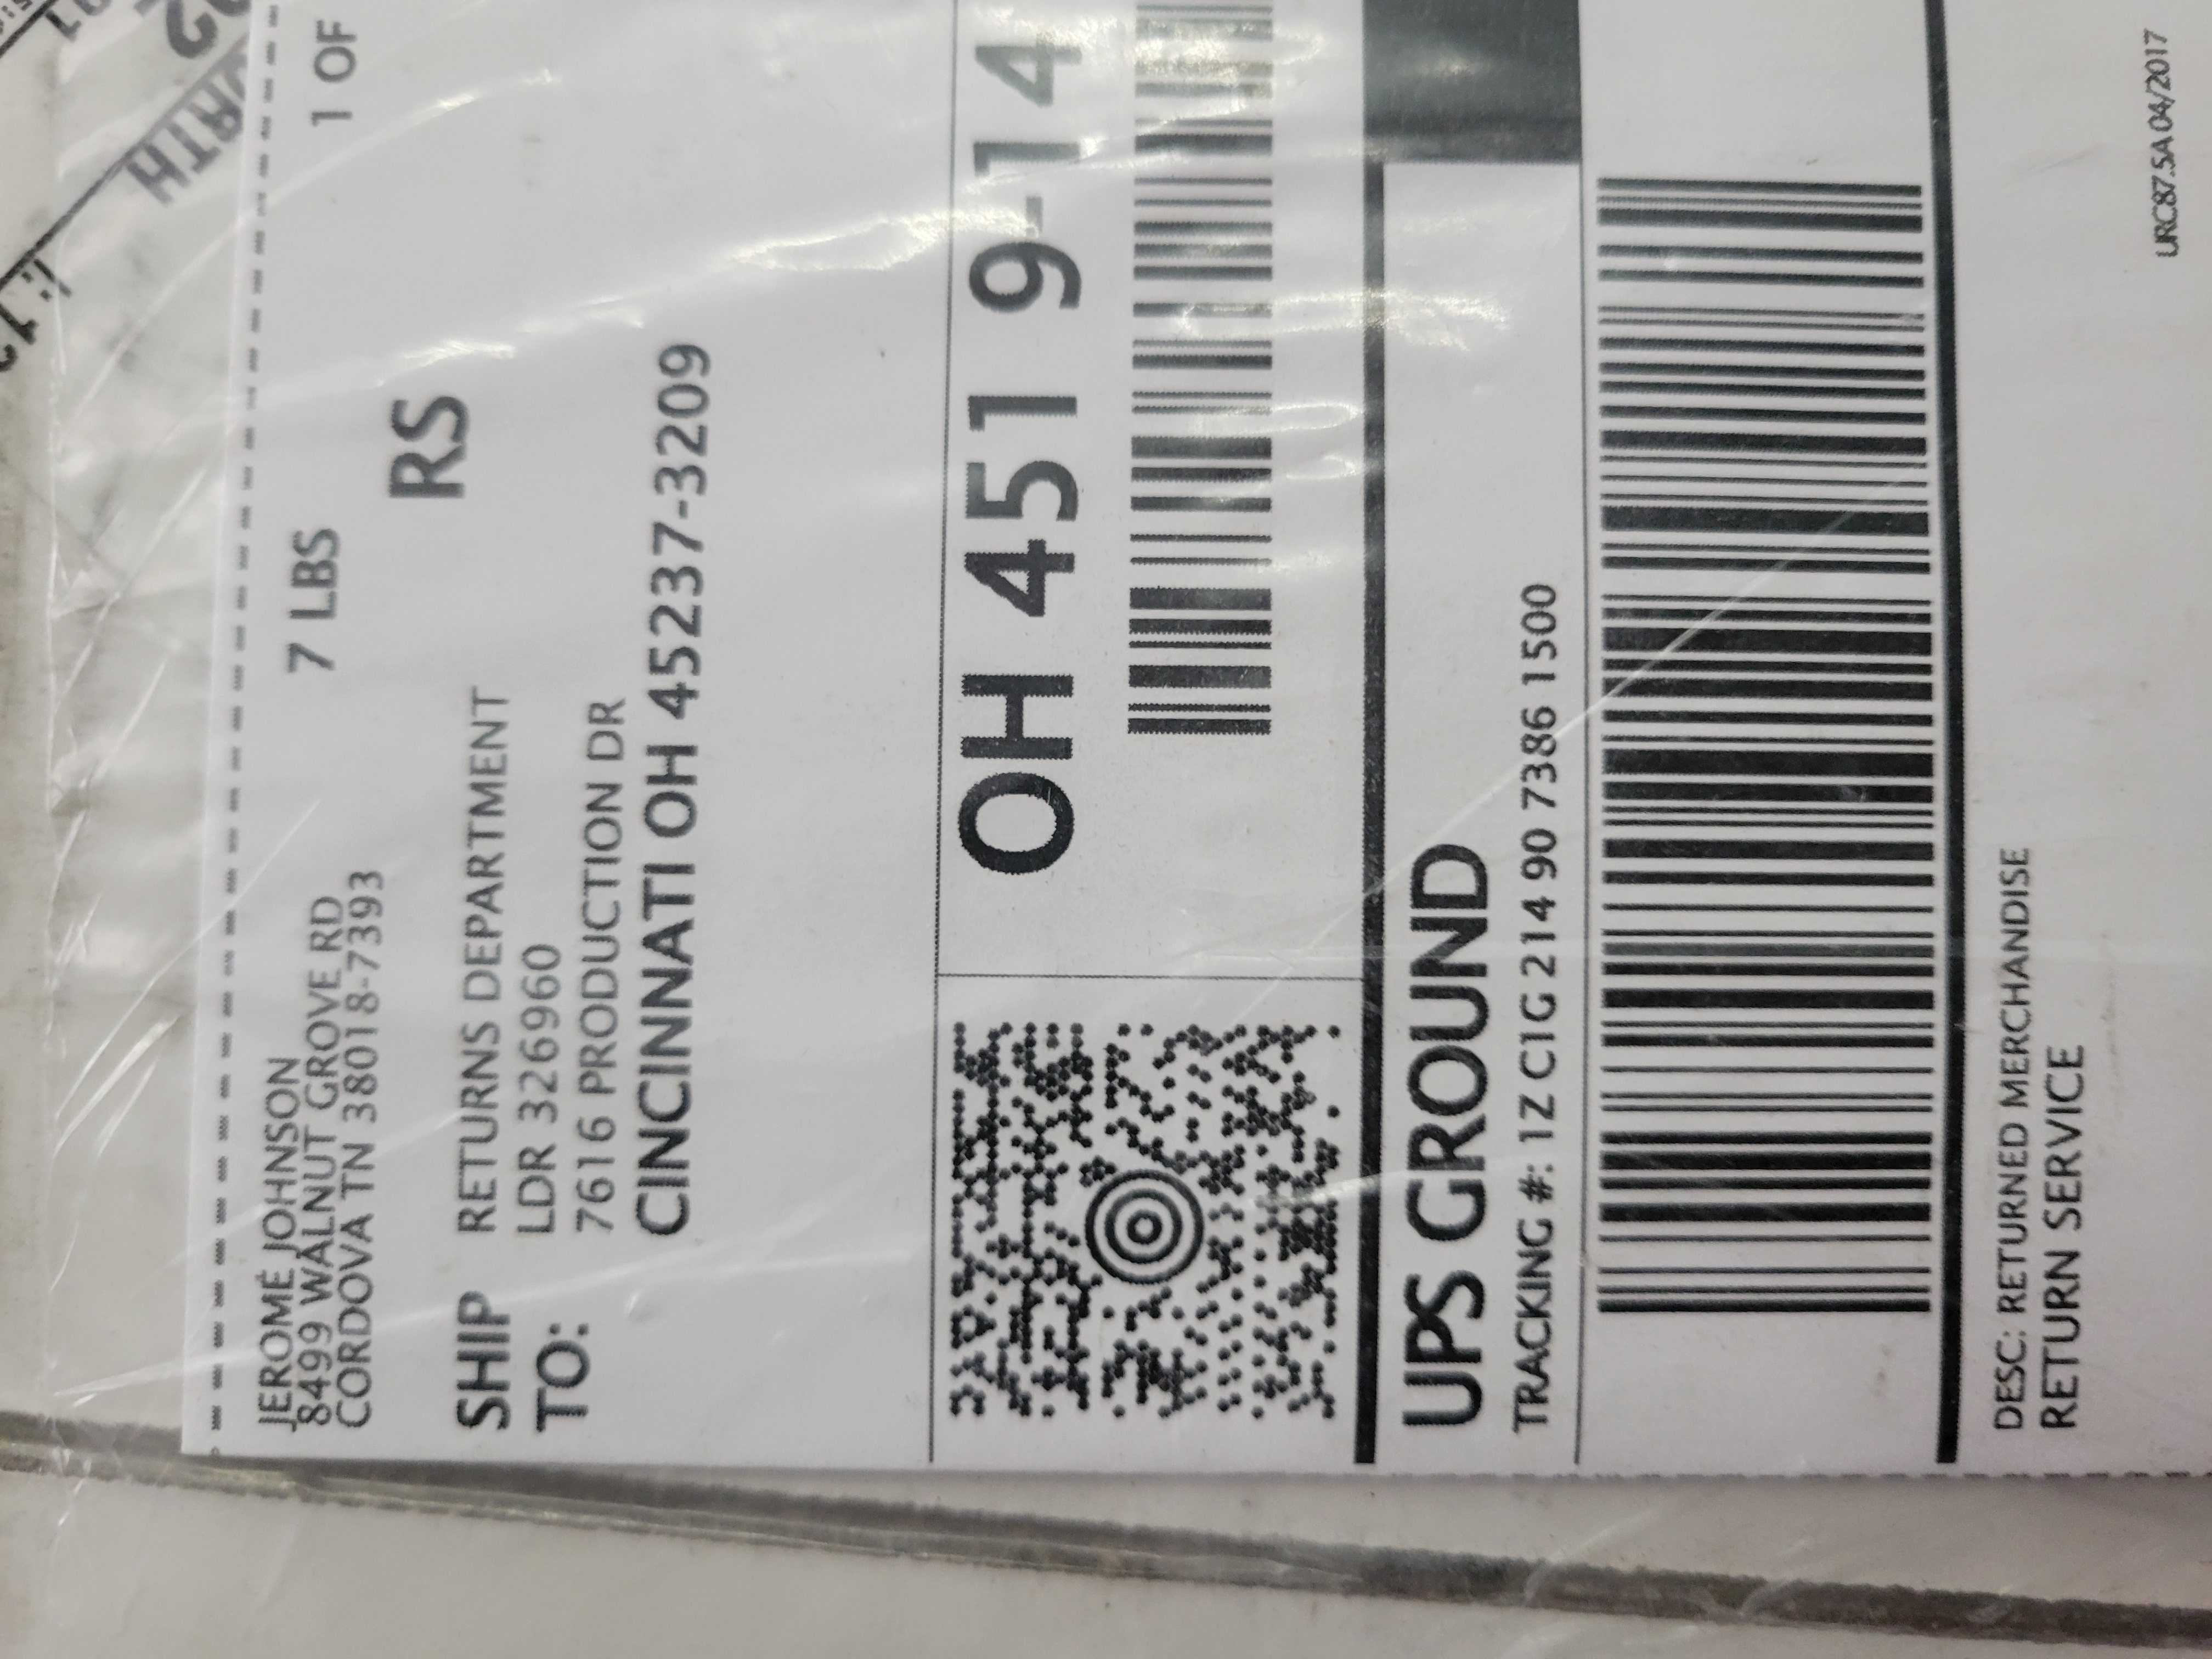 JEROME JOHNSON 7 LBS 1 OF
8499 WALNUT GROVE RD
CORDOVA TN 38018-7393
RS
SHIP TO:
RETURNS DEPARTMENT
LDR 326960
7616 PRODUCTION DR
CINCINNATI OH 45237-3209
OH 451 9-14
UPS GROUND
TRACKING #: 1Z C1G 214 90 7386 1500
DESC: RETURNED MERCHANDISE
RETURN SERVICE
URC87.5A 04/2017